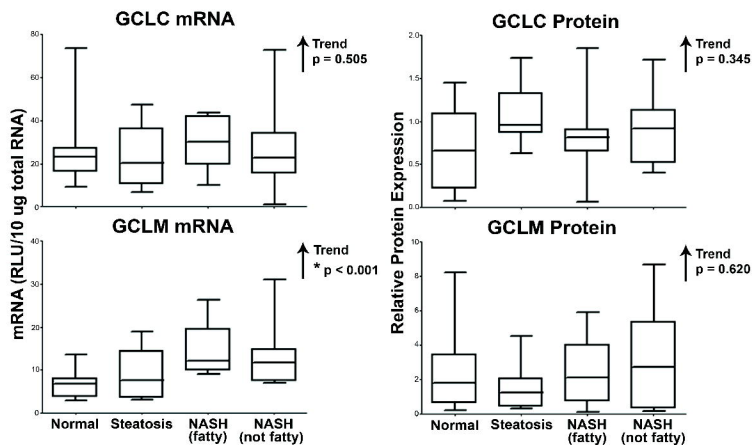 GCLC mRNA
80
60
40
20
0
Trend
p = 0.505
GCLC Protein
2.0
1.5
1.0
0.5
0.0
Trend
p = 0.345
mRNA (RLU/10 ug total RNA)
Relative Protein Expression
GCLM mRNA
40
30
20
10
0
Trend
* p < 0.001
Normal
Steatosis
NASH
(fatty)
NASH
(not fatty)
GCLM Protein
10
8
6
4
2
0
Trend
p = 0.620
Normal
Steatosis
NASH
(fatty)
NASH
(not fatty)